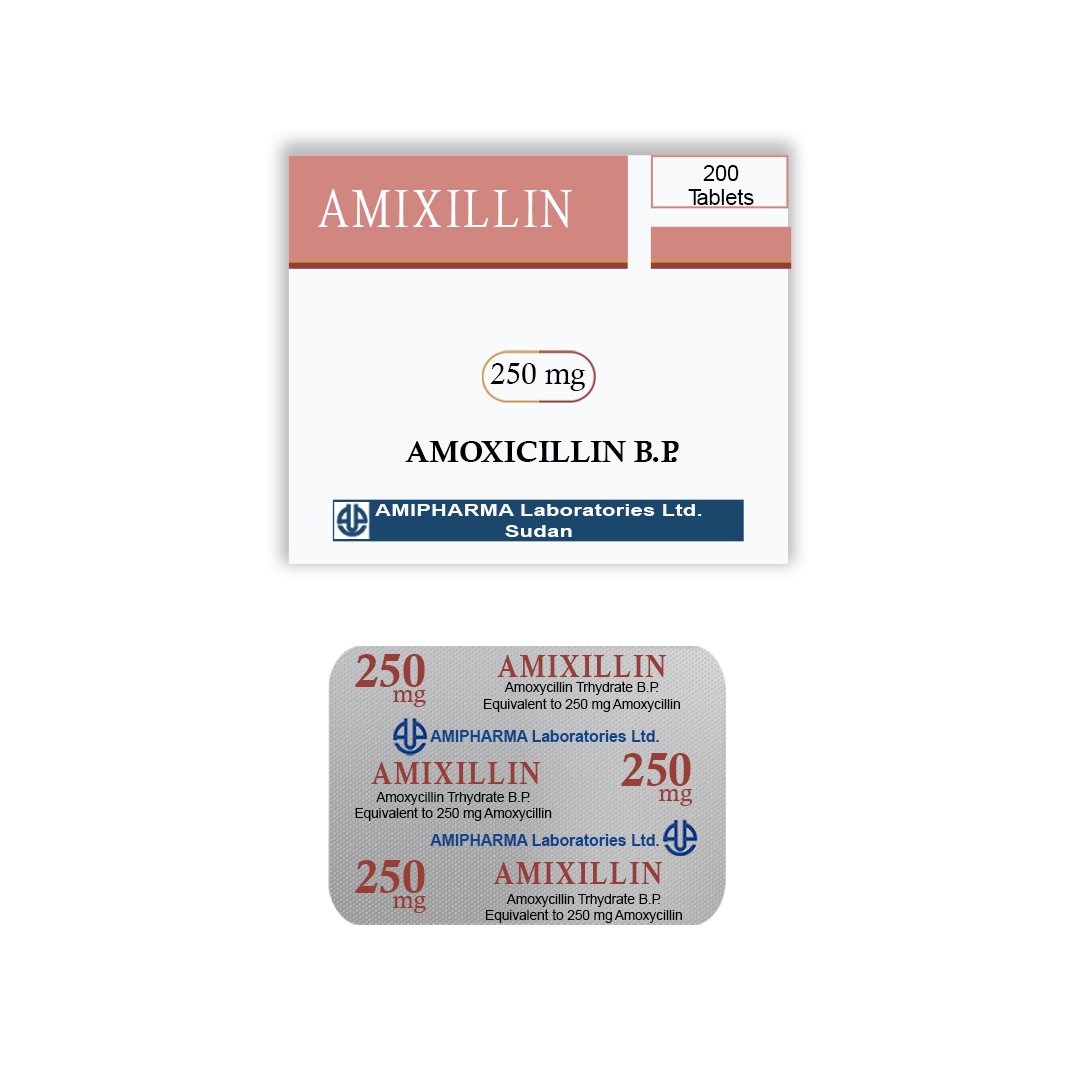 AMIXILLIN
200
Tablets
250 mg
AMOXICILLIN B.P.
AMIPHARMA Laboratories Ltd.
Sudan
250
mg
AMIXILLIN
Amoxycillin Trhydrate B.P.
Equivalent to 250 mg Amoxycillin
AMIPHARMA Laboratories Ltd.
AMIXILLIN
Amoxycillin Trhydrate B.P.
Equivalent to 250 mg Amoxycillin
250
mg
AMIPHARMA Laboratories Ltd.
250
mg
AMIXILLIN
Amoxycillin Trhydrate B.P.
Equivalent to 250 mg Amoxycillin